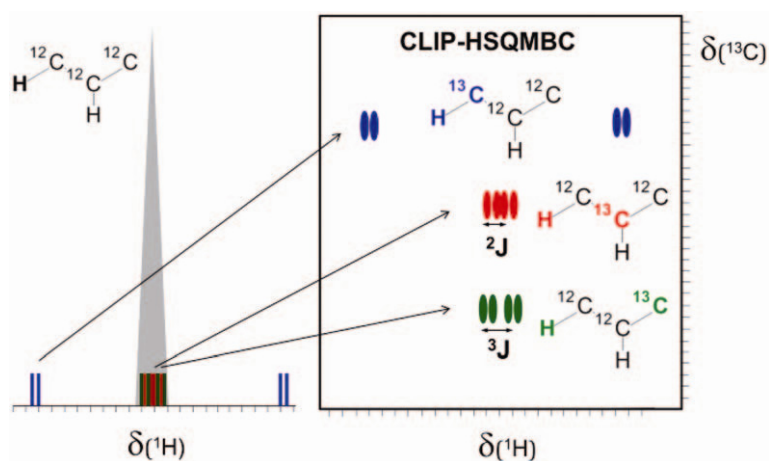 CLIP-HSQMBC
δ(¹³C)
¹²C ¹²C
¹²C
H
H
¹³C ¹²C
¹²C
H
H
¹²C ¹²C
¹³C
H
H
²J
¹²C ¹³C
¹²C
H
H
³J
δ(¹H) δ(¹H)